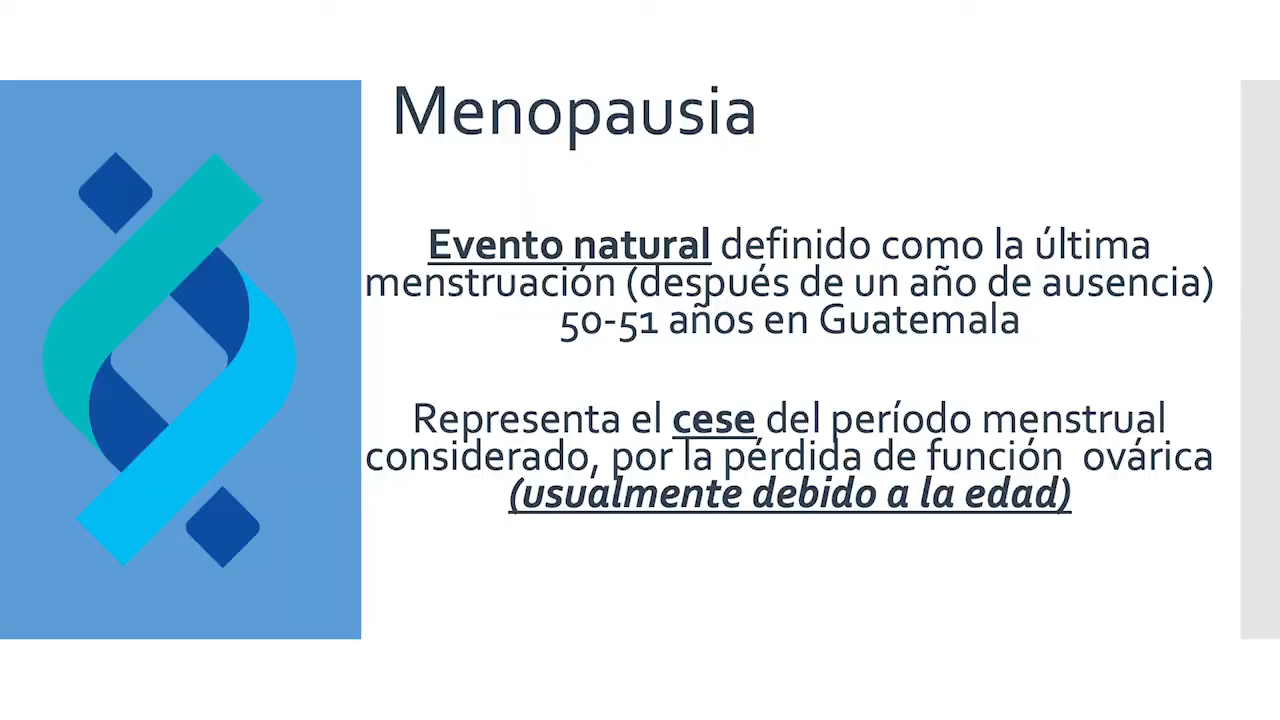 Menopausia
Evento natural definido como la última
menstruación (después de un año de ausencia)
50-51 años en Guatemala
Representa el cese del período menstrual
considerado, por la pérdida de función  ovárica
(usualmente debido a la edad)